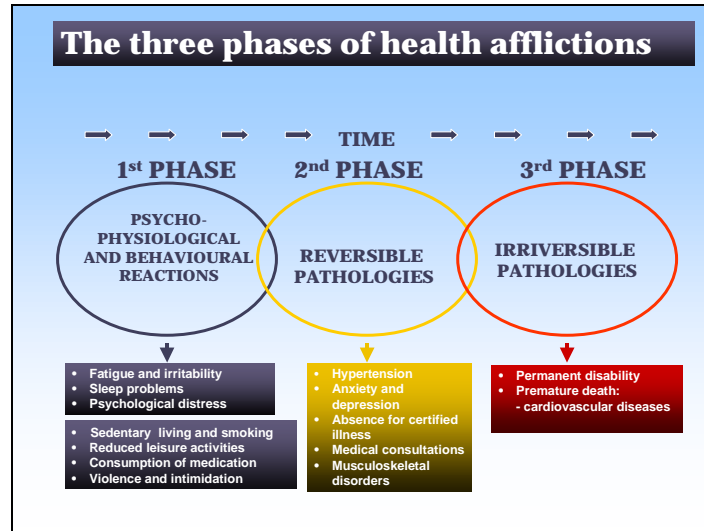 The three phases of health afflictions
TIME
1st PHASE
2nd PHASE
3rd PHASE
PSYCHO-
PHYSIOLOGICAL
AND BEHAVIOURAL
REACTIONS
REVERSIBLE
PATHOLOGIES
IRRIVERSIBLE
PATHOLOGIES
• Fatigue and irritability
• Sleep problems
• Psychological distress
• Sedentary living and smoking
• Reduced leisure activities
• Consumption of medication
• Violence and intimidation
• Hypertension
• Anxiety and
depression
• Absence for certified
illness
• Medical consultations
• Musculoskeletal
disorders
• Permanent disability
• Premature death:
- cardiovascular diseases